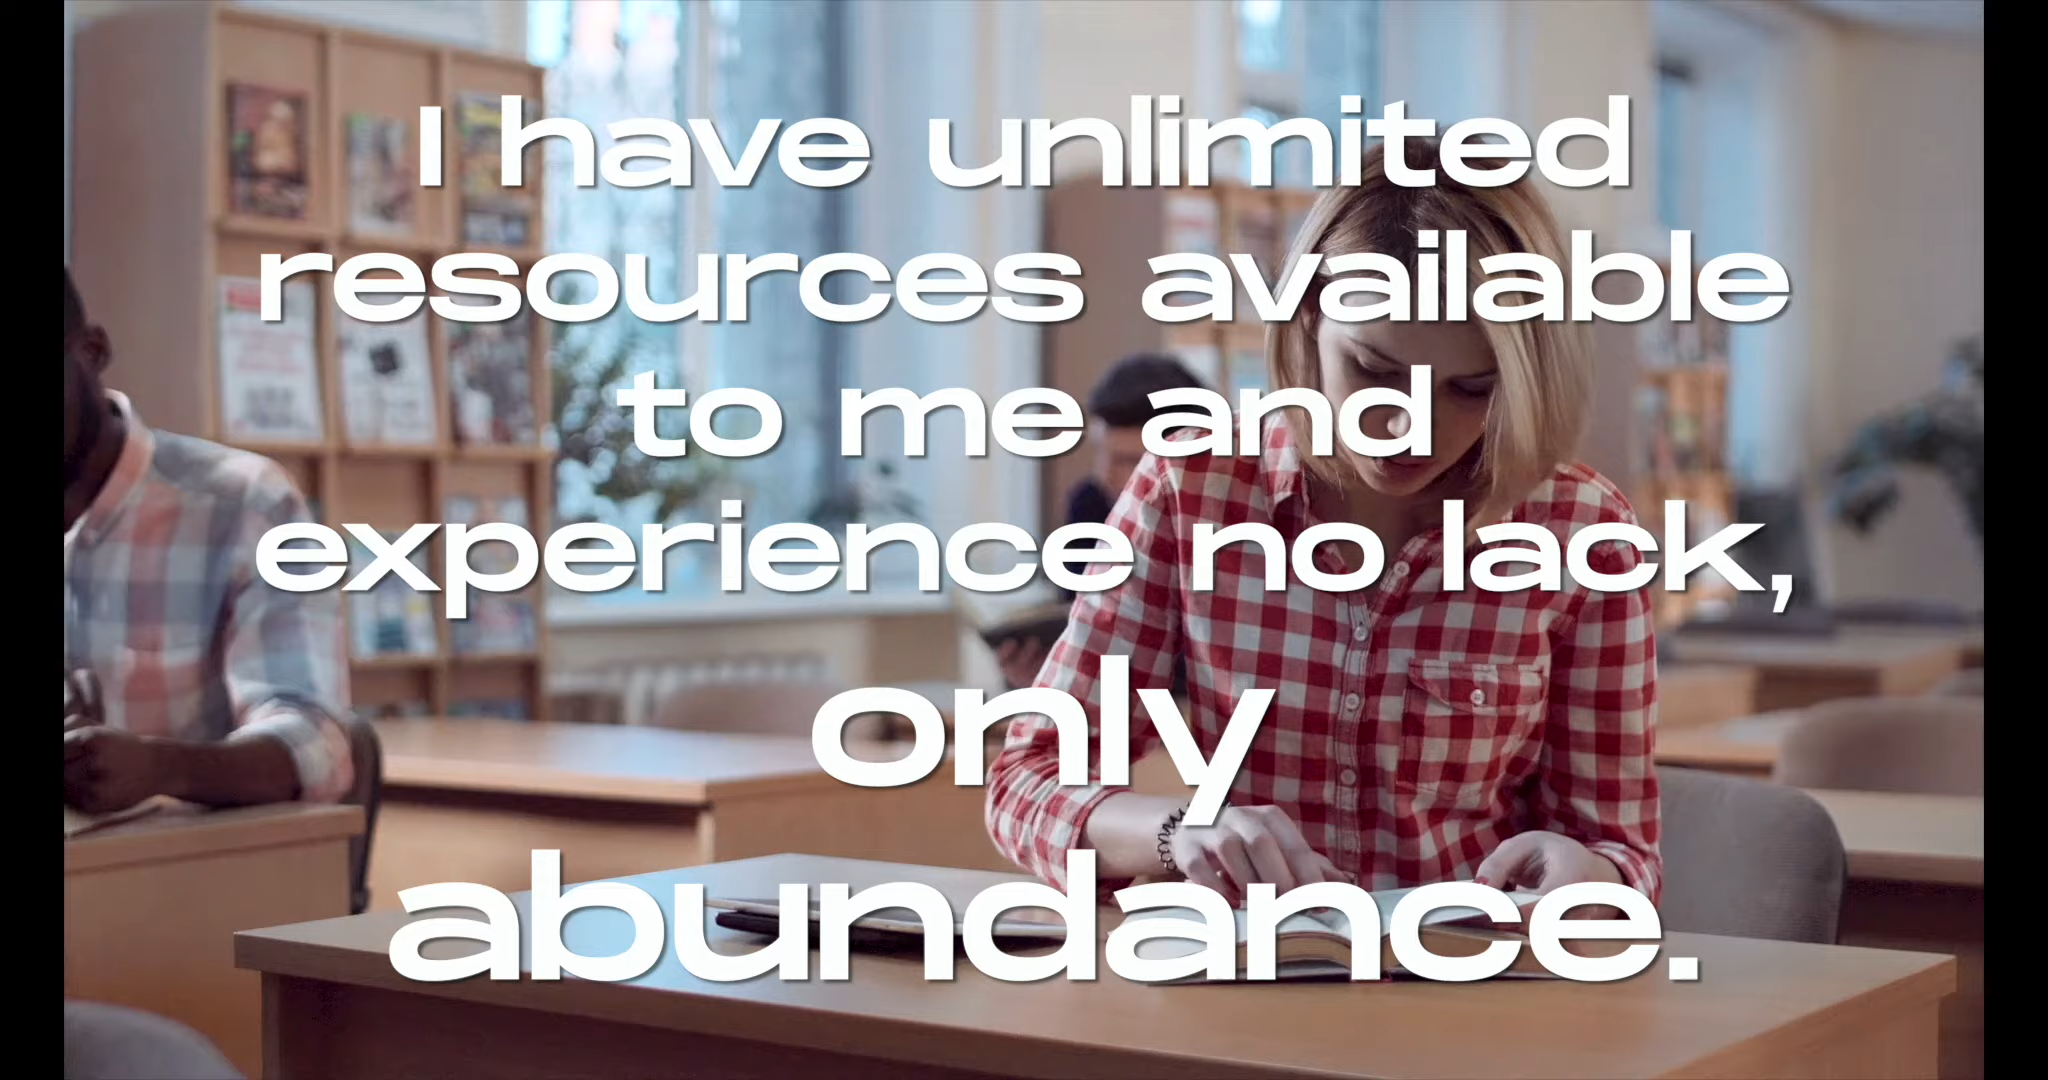 I have unlimited
resources available
to me and
experience no lack,
only
abundance.